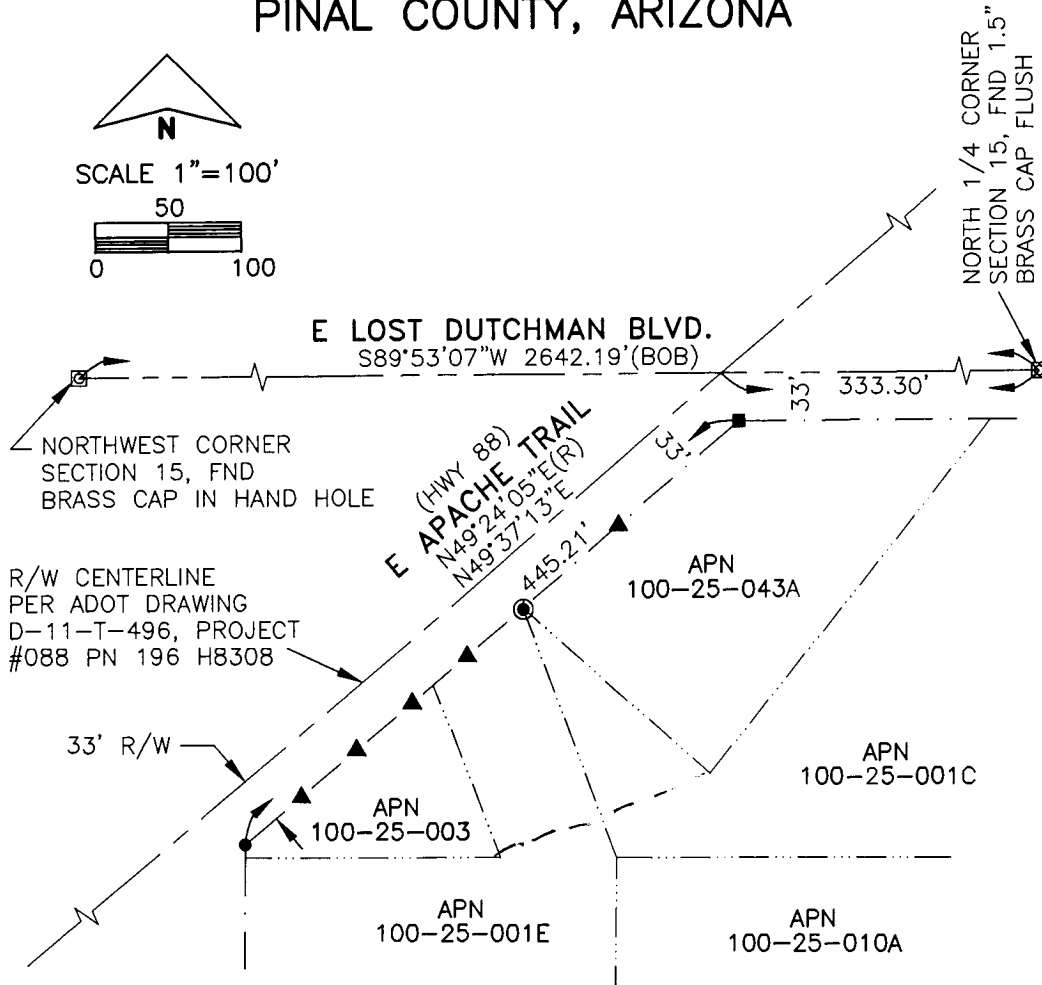 PINAL COUNTY, ARIZONA
N
SCALE 1"=100'
50
0 100
NORTH 1/4 CORNER
SECTION 15, FND 1.5"
BRASS CAP FLUSH
E LOST DUTCHMAN BLVD.
S89°53'07"W 2642.19'(BOB)
33'
333.30'
NORTHWEST CORNER
SECTION 15, FND
BRASS CAP IN HAND HOLE
(HWY 88)
E APACHE TRAIL
N49°24'05"E(R)
N49°37'13"E
33'
445.21'
APN
100-25-043A
R/W CENTERLINE
PER ADOT DRAWING
D-11-T-496, PROJECT
#088 PN 196 H8308
33' R/W
APN
100-25-001C
APN
100-25-003
APN
100-25-001E
APN
100-25-010A